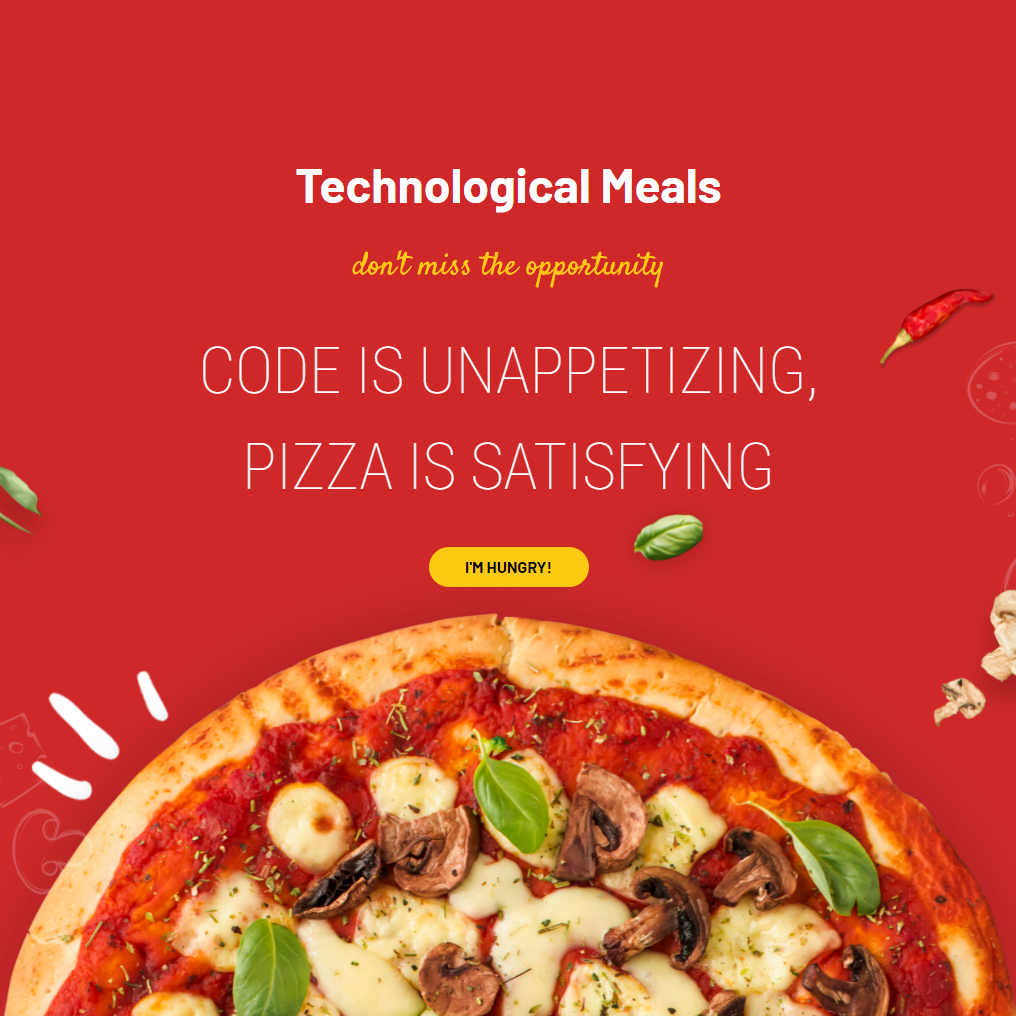 Technological Meals
don't miss the opportunity
CODE IS UNAPPETIZING,
PIZZA IS SATISFYING
I'M HUNGRY!